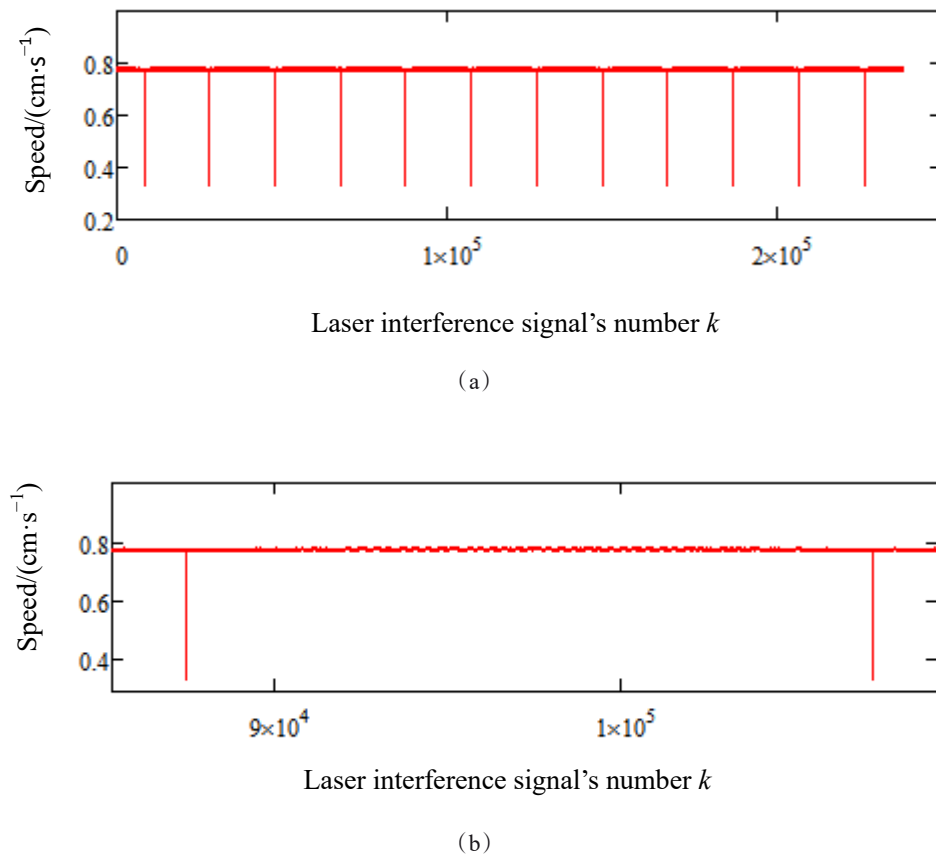 Speed/(cm·s⁻¹)
0.8
0.6
0.4
0.2
0
1×10⁵
2×10⁵
Laser interference signal's number k
（a）
Speed/(cm·s⁻¹)
0.8
0.6
0.4
9×10⁴
1×10⁵
Laser interference signal's number k
（b）